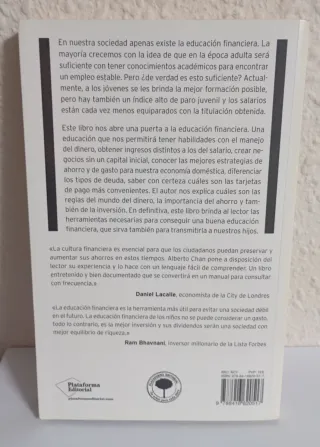 En nuestra sociedad apenas existe la educación financiera. La
mayoría crecemos con la idea de que en la época adulta será
suficiente con tener conocimientos académicos para encontrar
un empleo estable. Pero ¿de verdad es esto suficiente? Actual-
mente, a los jóvenes se les brinda la mejor formación posible,
pero hay también un índice alto de paro juvenil y los salarios
están cada vez menos equiparados con la titulación obtenida.
Este libro nos abre una puerta a la educación financiera. Una
educación que nos permitirá tener habilidades con el manejo
del dinero, obtener ingresos distintos a los del salario, crear ne-
gocios sin un capital inicial, conocer las mejores estrategias de
ahorro y de gasto para nuestra economía doméstica, diferenciar
los tipos de deuda, saber con certeza cuáles son las tarjetas
de pago más convenientes. El autor nos explica cuáles son las
reglas del mundo del dinero, la importancia del ahorro y tam-
bién de la inversión. En definitiva, este libro brinda al lector las
herramientas necesarias para conseguir una buena educación
financiera, que sirva también para transmitirla a nuestros hijos.
«La cultura financiera es esencial para que los ciudadanos puedan preservar y
aumentar sus ahorros en estos tiempos. Alberto Chan pone a disposición del
lector su experiencia y lo hace con un lenguaje fácil de comprender. Un libro
entretenido y bien documentado que se convertirá en un manual para consultar
con frecuencia.»
Daniel Lacalle, economista de la City de Londres
«La educación financiera es la herramienta más útil para evitar una sociedad débil
en el futuro. La educación financiera de los niños no se puede considerar un gasto,
todo lo contrario, es la mejor inversión y sus dividendos serán una sociedad con
mejor equilibrio de riqueza.»
Ram Bhavnani, inversor millonario de la Lista Forbes
Plataforma
Editorial